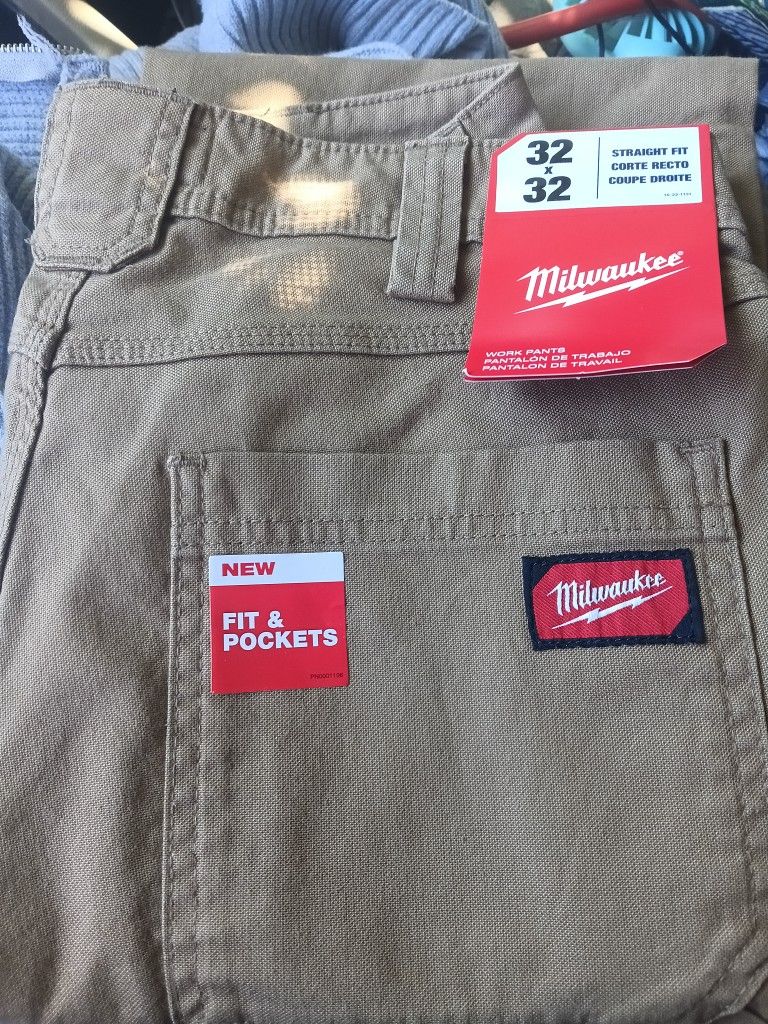 32
x
32
STRAIGHT FIT
CORTE RECTO
COUPE DROITE
Milwaukee®
WORK PANTS
PANTALÓN DE TRABAJO
PANTALON DE TRAVAIL
NEW
FIT &
POCKETS
Milwaukee